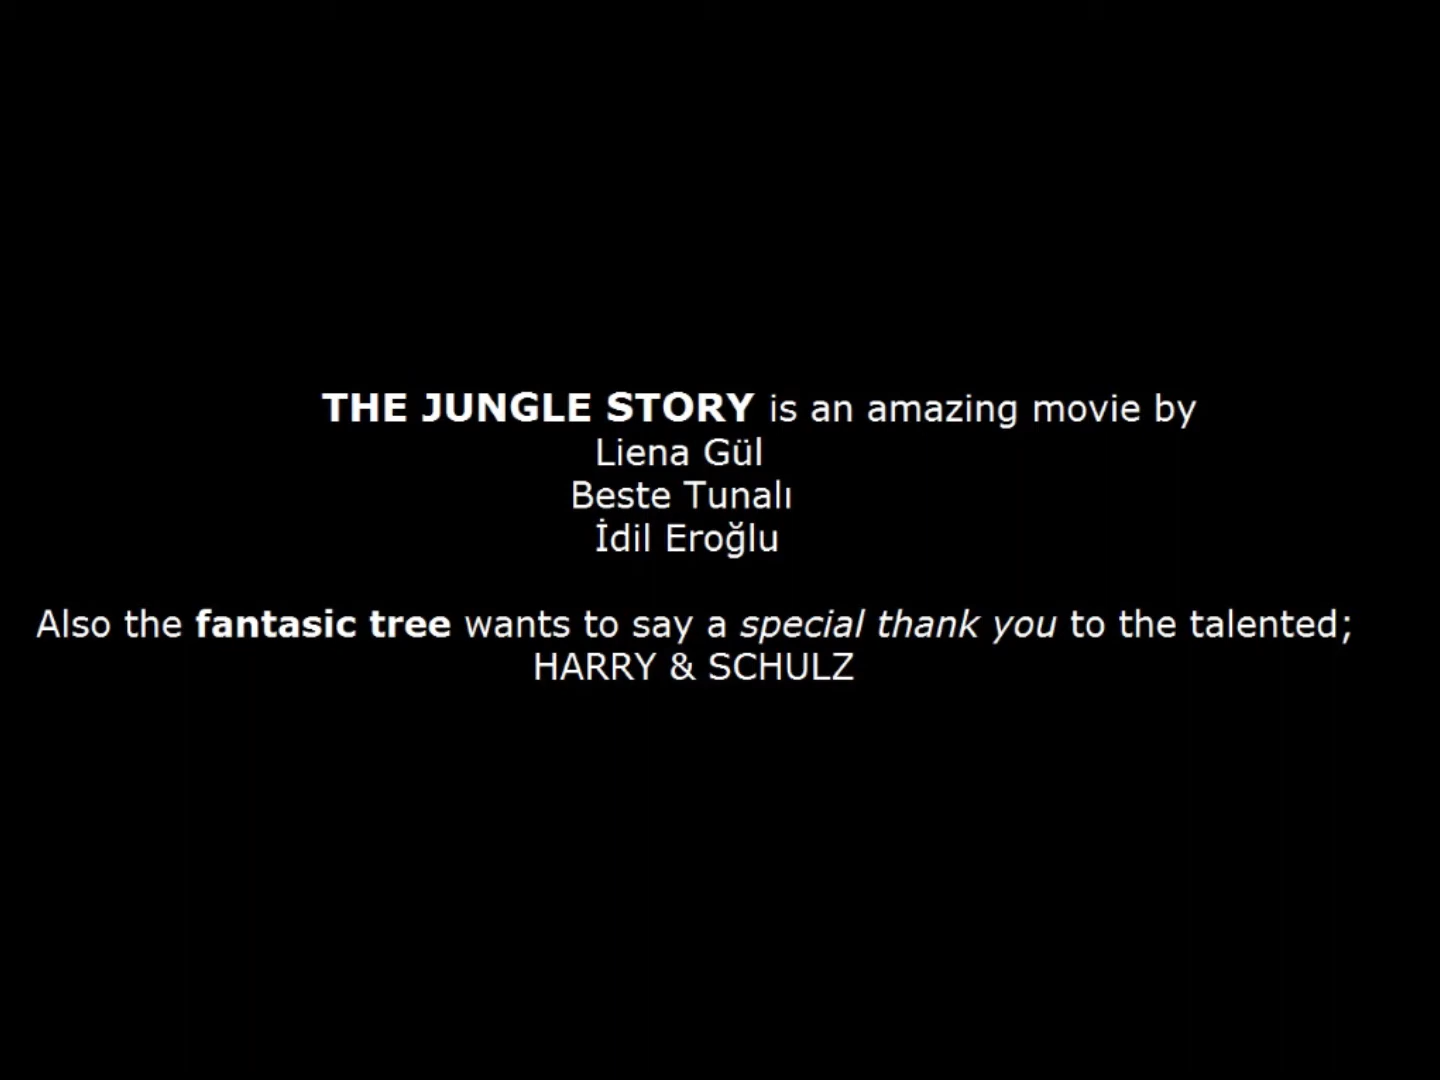 THE JUNGLE STORY is an amazing movie by
Liena Gül
Beste Tunalı
İdil Eroğlu
Also the fantasic tree wants to say a special thank you to the talented;
HARRY & SCHULZ